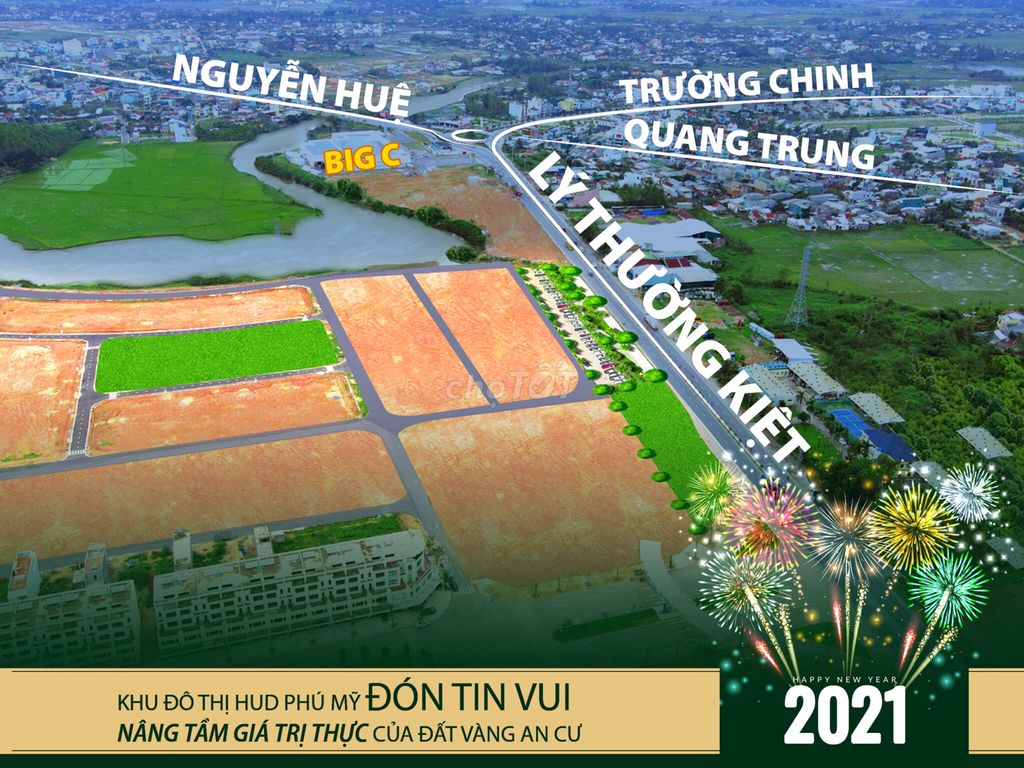 NGUYỄN HUỆ
TRƯỜNG CHINH
QUANG TRUNG
BIG C
LÝ THƯỜNG KIỆT
chợTỐT
KHU ĐÔ THỊ HUD PHÚ MỸ ĐÓN TIN VUI
NÂNG TẦM GIÁ TRỊ THỰC CỦA ĐẤT VÀNG AN CƯ
HAPPY NEW YEAR
2021